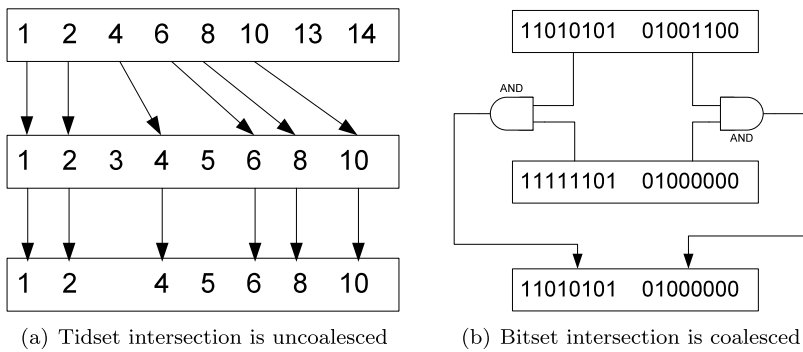 1 2 4 6 8 10 13 14
1 2 3 4 5 6 8 10
1 2 4 5 6 8 10
(a) Tidset intersection is uncoalesced
11010101 01001100
AND
AND
11111101 01000000
11010101 01000000
(b) Bitset intersection is coalesced